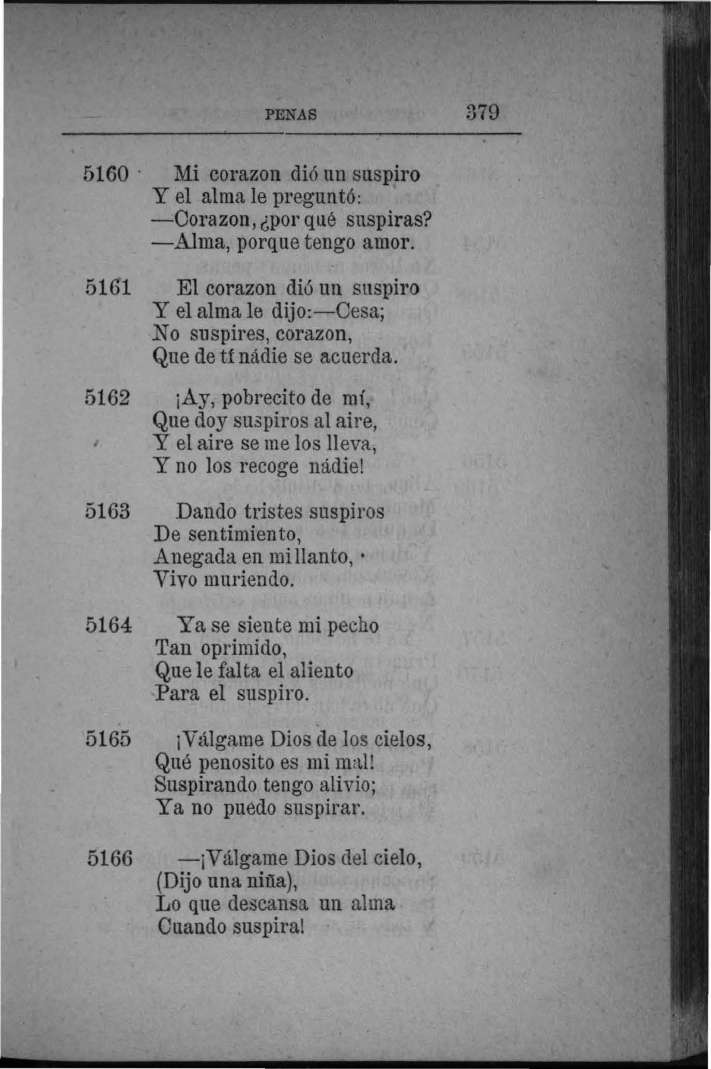 PENAS 379
5160 Mi corazon dió un suspiro
Y el alma le preguntó:
—Corazon, ¿por qué suspiras?
—Alma, porque tengo amor.
5161 El corazon dió un suspiro
Y el alma le dijo:—Cesa;
No suspires, corazon,
Que de tí nádie se acuerda.
5162 ¡Ay, pobrecito de mí,
Que doy suspiros al aire,
Y el aire se me los lleva,
Y no los recoge nádie!
5163 Dando tristes suspiros
De sentimiento,
Anegada en mi llanto,
Vivo muriendo.
5164 Ya se siente mi pecho
Tan oprimido,
Que le falta el aliento
Para el suspiro.
5165 ¡Válgame Dios de los cielos,
Qué penosito es mi mal!
Suspirando tengo alivio;
Ya no puedo suspirar.
5166 —¡Válgame Dios del cielo,
(Dijo una niña),
Lo que descansa un alma
Cuando suspira!